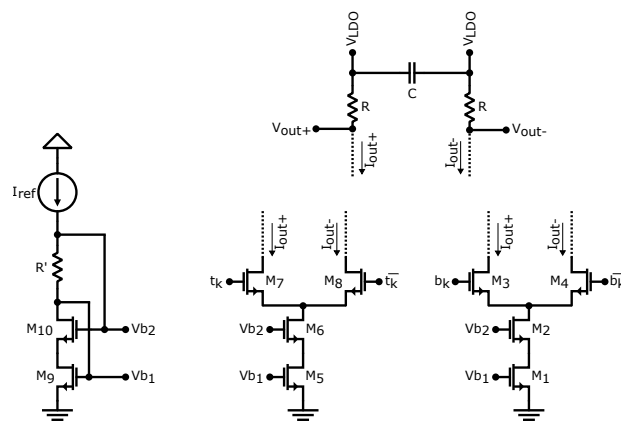 VLDO
VLDO
C
R
R
Vout+
Vout-
Iout+
Iout-
Iref
R'
M10
Vb2
M9
Vb1
Iout+
Iout-
tk
M7
M8
t̅k̅
Vb2
M6
Vb1
M5
Iout+
Iout-
bk
M3
M4
b̅k̅
Vb2
M2
Vb1
M1